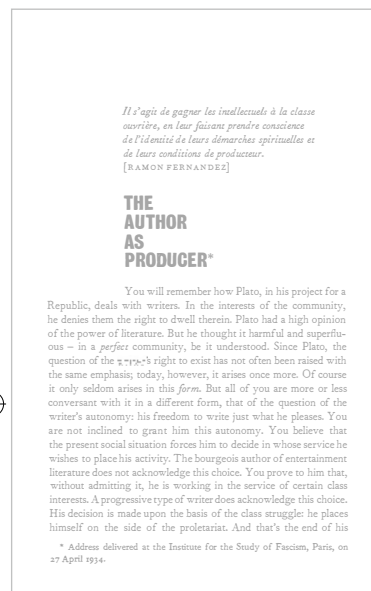 Il s'agit de gagner les intellectuels à la classe
ouvrière, en leur faisant prendre conscience
de l'identité de leurs démarches spirituelles et
de leurs conditions de producteur.
[RAMON FERNANDEZ]
THE
AUTHOR
AS
PRODUCER*
You will remember how Plato, in his project for a
Republic, deals with writers. In the interests of the community,
he denies them the right to dwell therein. Plato had a high opinion
of the power of literature. But he thought it harmful and superflu-
ous – in a perfect community, be it understood. Since Plato, the
question of the right to exist has not often been raised with
the same emphasis; today, however, it arises once more. Of course
it only seldom arises in this form. But all of you are more or less
conversant with it in a different form, that of the question of the
writer's autonomy: his freedom to write just what he pleases. You
are not inclined to grant him this autonomy. You believe that
the present social situation forces him to decide in whose service he
wishes to place his activity. The bourgeois author of entertainment
literature does not acknowledge this choice. You prove to him that,
without admitting it, he is working in the service of certain class
interests. A progressive type of writer does acknowledge this choice.
His decision is made upon the basis of the class struggle: he places
himself on the side of the proletariat. And that's the end of his
* Address delivered at the Institute for the Study of Fascism, Paris, on
27 April 1934.